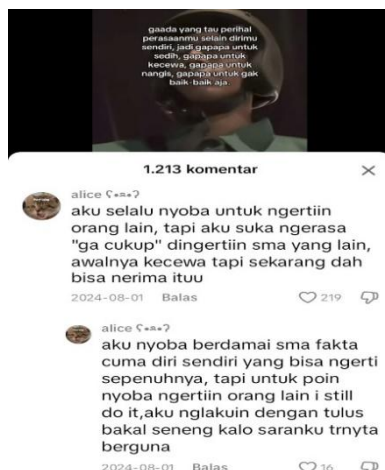 gaada yang tau perihal
perasaanmu selain dirimu
sendiri, jadi gapapa untuk
sedih, gapapa untuk
kecewa, gapapa untuk
nangis, gapapa untuk gak
baik-baik aja
1.213 komentar
alice ʕ•ﻌ•ʔ
aku selalu nyoba untuk ngertiin
orang lain, tapi aku suka ngerasa
"ga cukup" dingertiin sma yang lain,
awalnya kecewa tapi sekarang dah
bisa nerima ituu
2024-08-01 Balas 219
alice ʕ•ﻌ•ʔ
aku nyoba berdamai sma fakta
cuma diri sendiri yang bisa ngerti
sepenuhnya, tapi untuk poin
nyoba ngertiin orang lain i still
do it,aku nglakuin dengan tulus
bakal seneng kalo saranku trnyta
berguna
2024-08-01 Balas 16